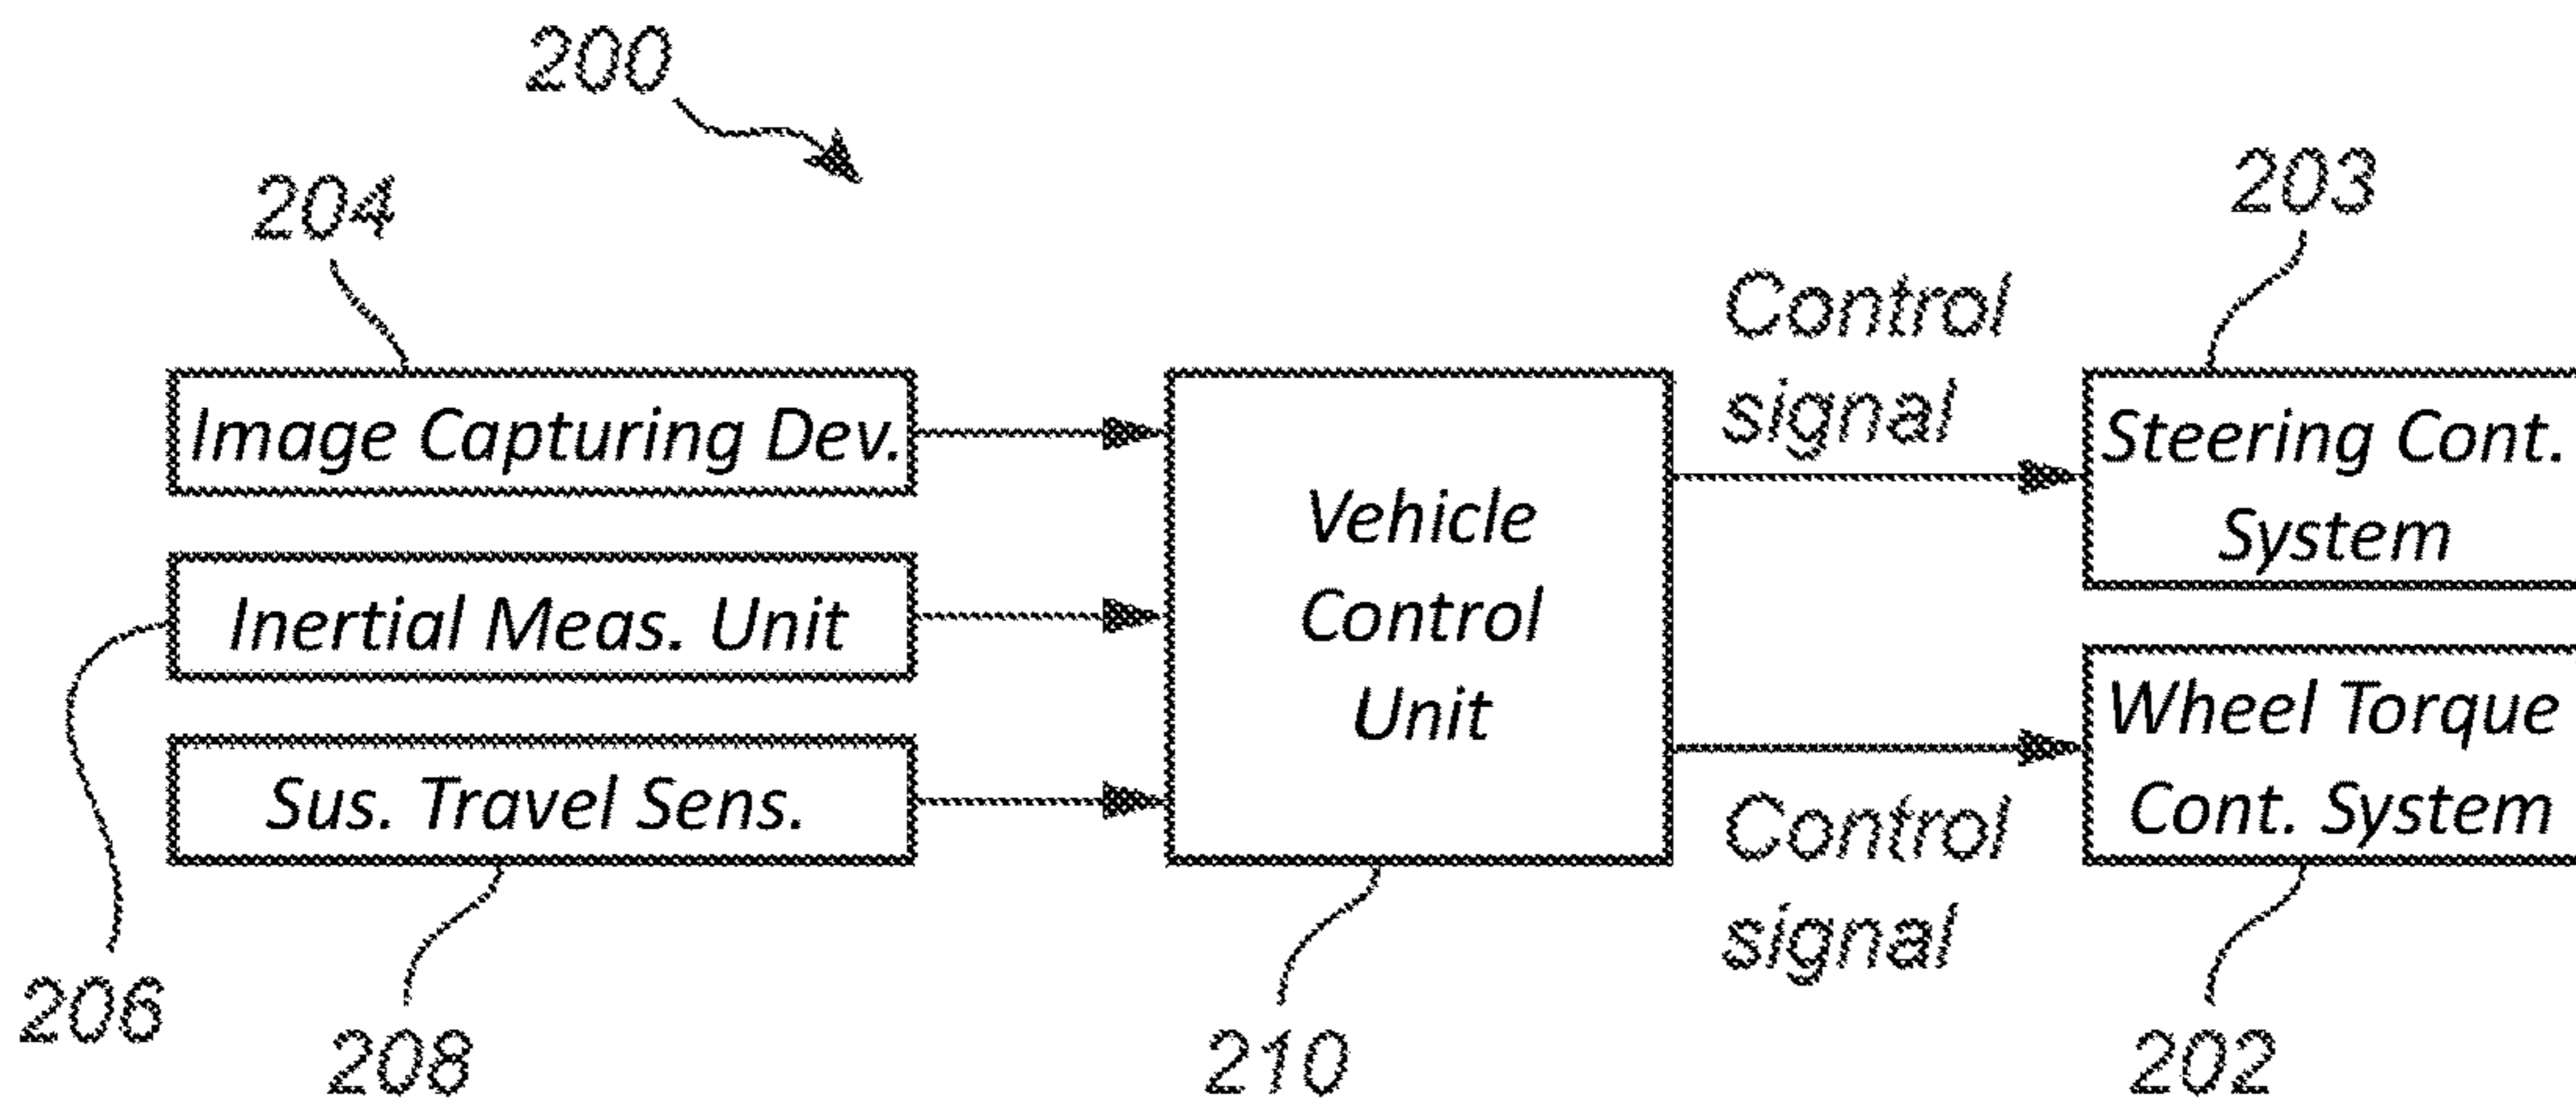 200
204
203
Control
signal
Image Capturing Dev.
Inertial Meas. Unit
Sus. Travel Sens.
Vehicle
Control
Unit
Steering Cont.
System
Wheel Torque
Cont. System
Control
signal
206
208
210
202